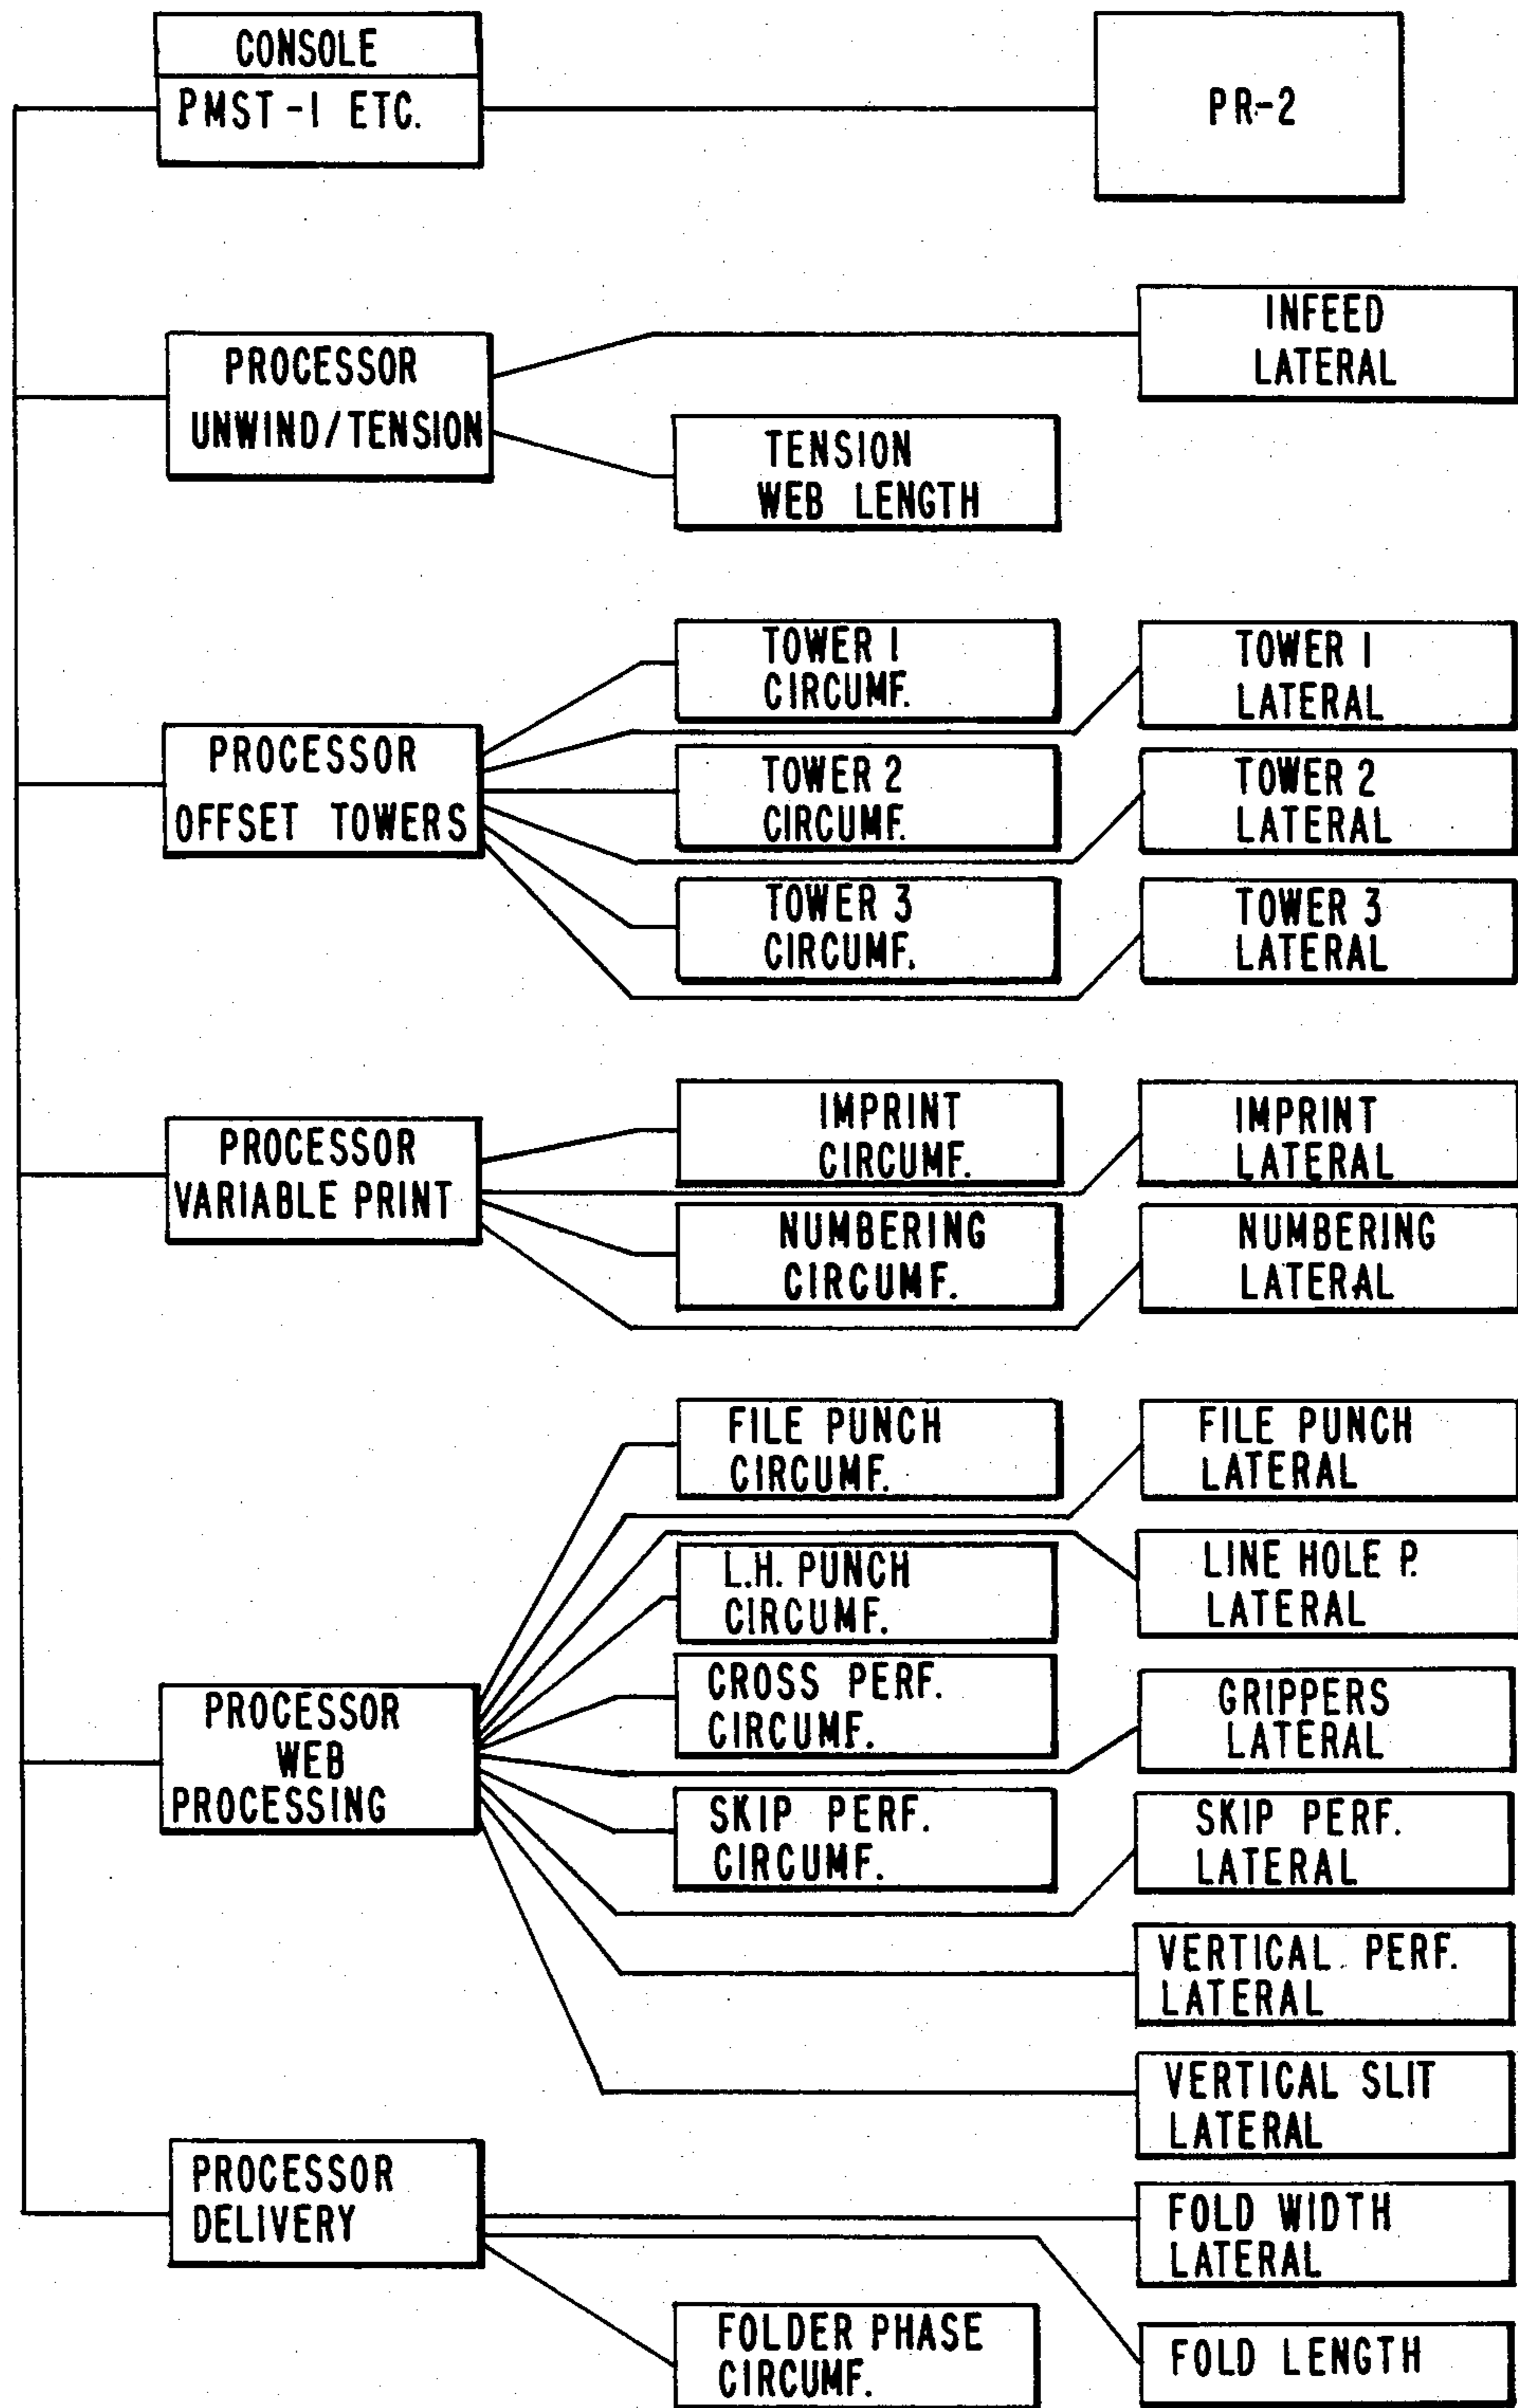 CONSOLE
PMST-1 ETC.
PR-2
PROCESSOR
UNWIND/TENSION
INFEED
LATERAL
TENSION
WEB LENGTH
PROCESSOR
OFFSET TOWERS
TOWER 1
CIRCUMF.
TOWER 1
LATERAL
TOWER 2
CIRCUMF.
TOWER 2
LATERAL
TOWER 3
CIRCUMF.
TOWER 3
LATERAL
PROCESSOR
VARIABLE PRINT
IMPRINT
CIRCUMF.
IMPRINT
LATERAL
NUMBERING
CIRCUMF.
NUMBERING
LATERAL
PROCESSOR
WEB
PROCESSING
FILE PUNCH
CIRCUMF.
FILE PUNCH
LATERAL
L.H. PUNCH
CIRCUMF.
LINE HOLE P.
LATERAL
CROSS PERF.
CIRCUMF.
GRIPPERS
LATERAL
SKIP PERF.
CIRCUMF.
SKIP PERF.
LATERAL
VERTICAL PERF.
LATERAL
VERTICAL SLIT
LATERAL
PROCESSOR
DELIVERY
FOLD WIDTH
LATERAL
FOLDER PHASE
CIRCUMF.
FOLD LENGTH